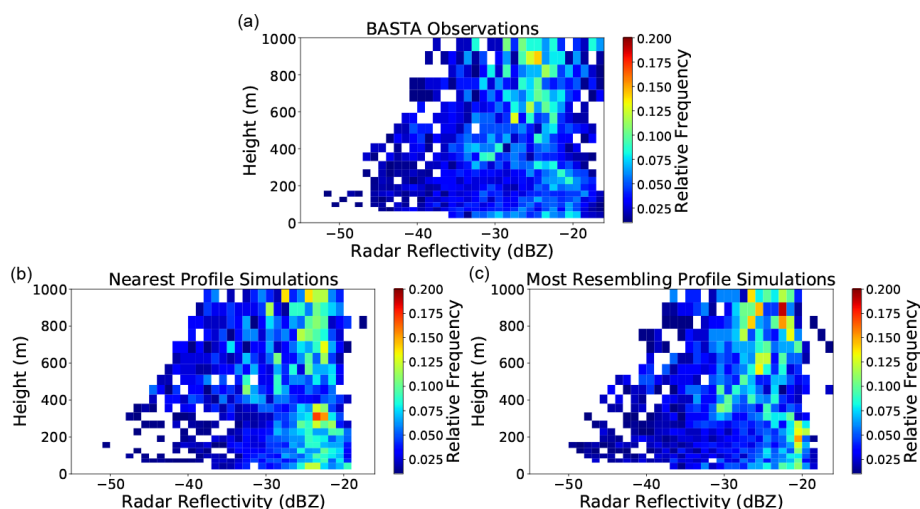 (a)
BASTA Observations
1000
800
600
400
200
0
Height (m)
−50 −40 −30 −20
Radar Reflectivity (dBZ)
0.200
0.175
0.150
0.125
0.100
0.075
0.050
0.025
Relative Frequency
(b)
Nearest Profile Simulations
1000
800
600
400
200
0
Height (m)
−50 −40 −30 −20
Radar Reflectivity (dBZ)
0.200
0.175
0.150
0.125
0.100
0.075
0.050
0.025
Relative Frequency
(c)
Most Resembling Profile Simulations
1000
800
600
400
200
0
Height (m)
−50 −40 −30 −20
Radar Reflectivity (dBZ)
0.200
0.175
0.150
0.125
0.100
0.075
0.050
0.025
Relative Frequency